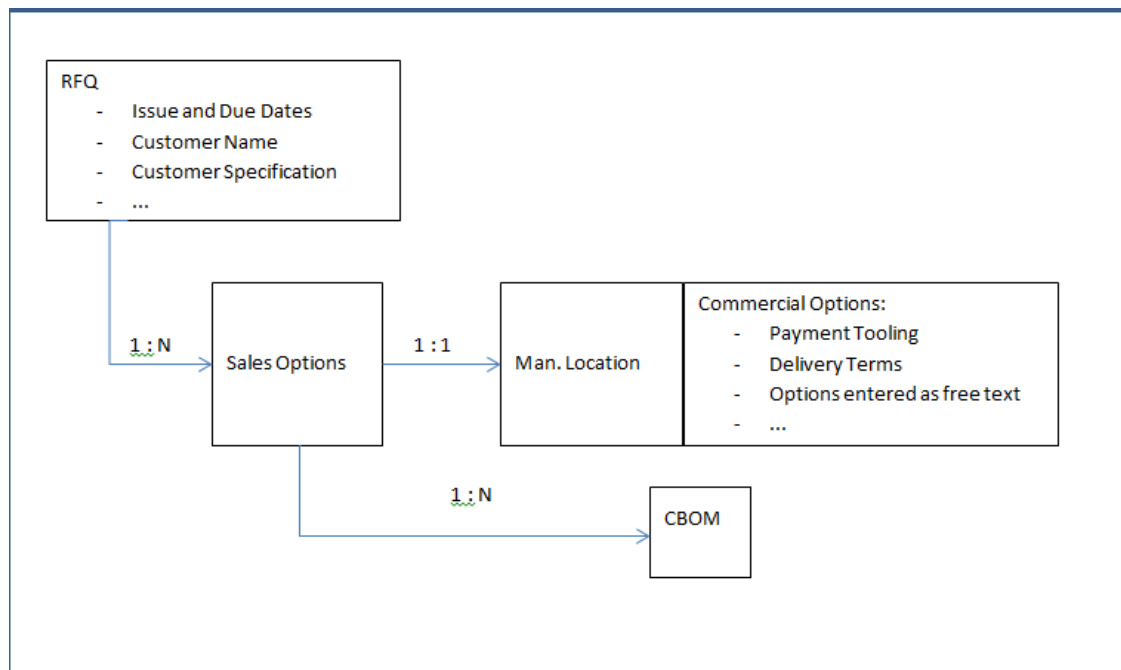 RFQ
- Issue and Due Dates
- Customer Name
- Customer Specification
- ...
1 : N
Sales Options
1 : 1
Man. Location
Commercial Options:
- Payment Tooling
- Delivery Terms
- Options entered as free text
- ...
1 : N
CBOM